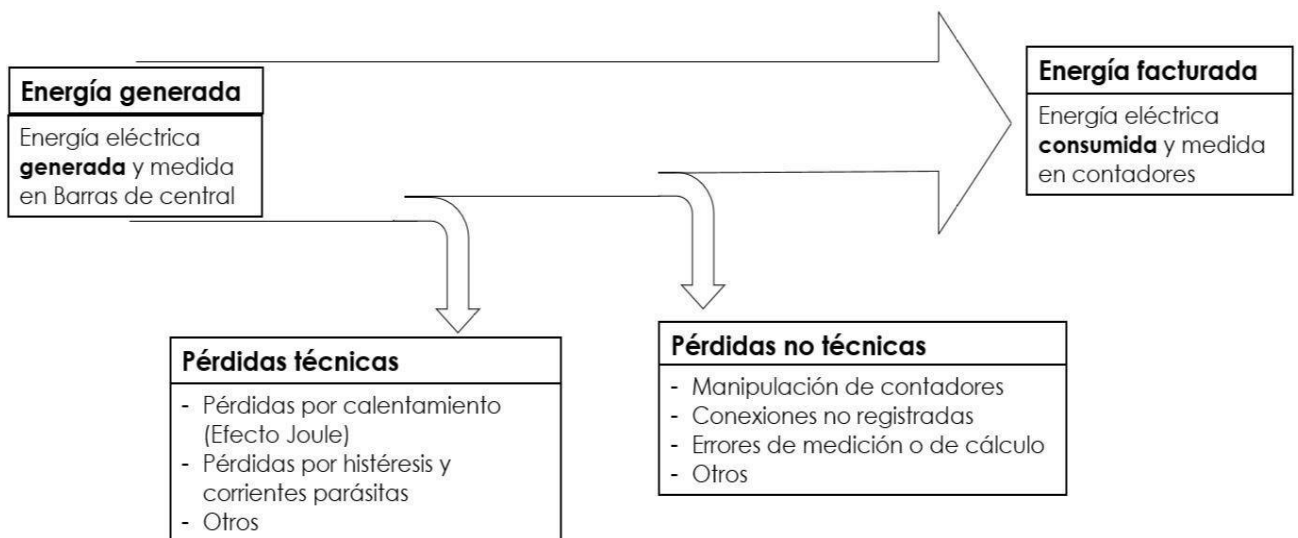 Energía generada
Energía eléctrica
generada y medida
en Barras de central
Energía facturada
Energía eléctrica
consumida y medida
en contadores
Pérdidas técnicas
- Pérdidas por calentamiento
(Efecto Joule)
- Pérdidas por histéresis y
corrientes parásitas
- Otros
Pérdidas no técnicas
- Manipulación de contadores
- Conexiones no registradas
- Errores de medición o de cálculo
- Otros